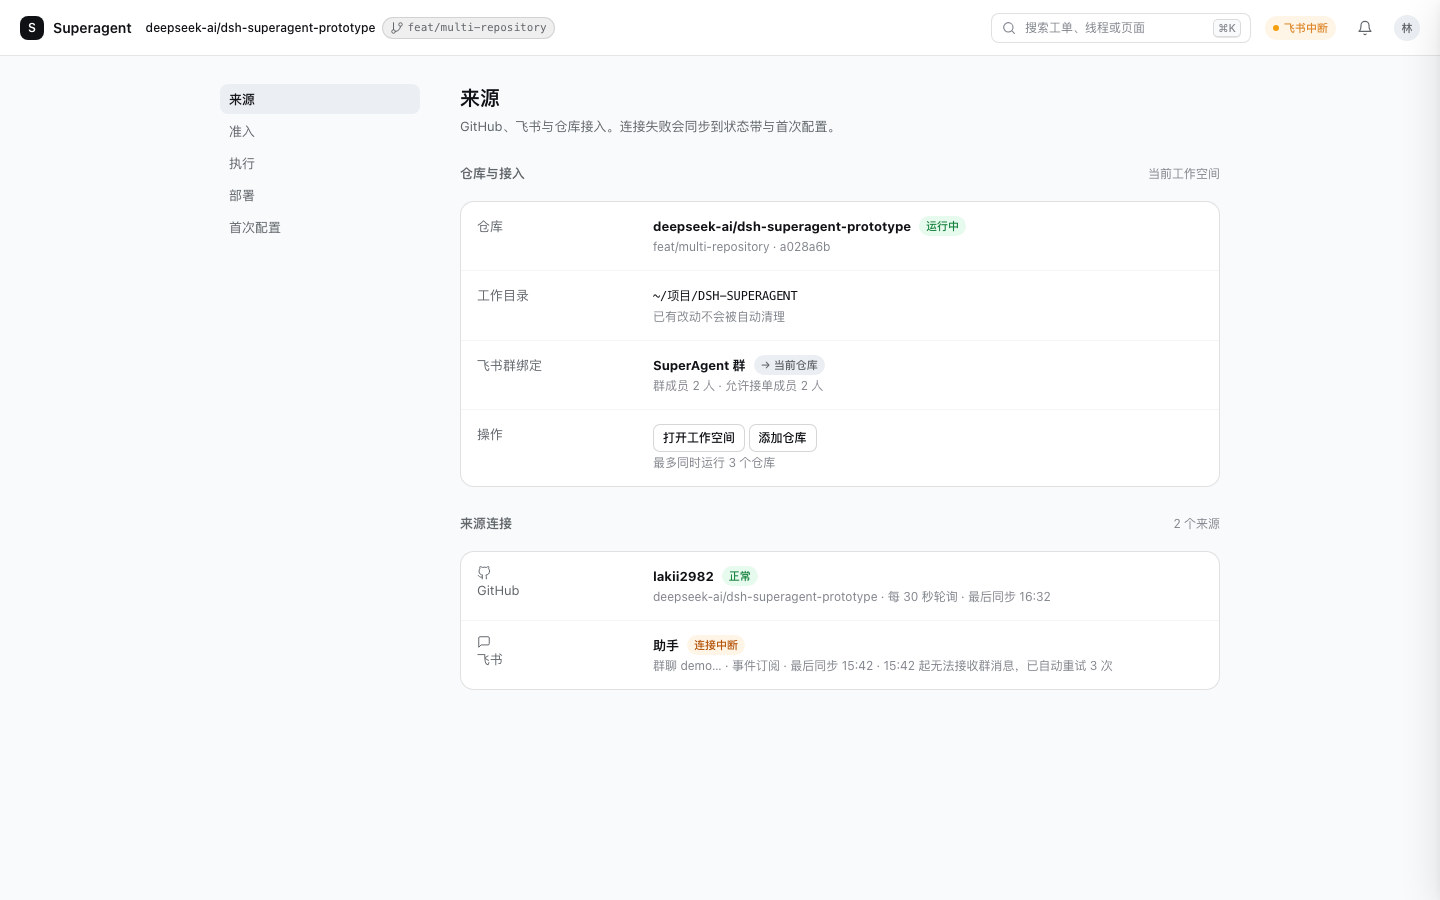 S Superagent deepseek-ai/dsh-superagent-prototype feat/multi-repository 搜索工单、线程或页面 ⌘K 飞书中断 林
来源
准入
执行
部署
首次配置
来源
GitHub、飞书与仓库接入。连接失败会同步到状态带与首次配置。
仓库与接入 当前工作空间
仓库 deepseek-ai/dsh-superagent-prototype 运行中
feat/multi-repository · a028a6b
工作目录 ~/项目/DSH-SUPERAGENT
已有改动不会被自动清理
飞书群绑定 SuperAgent 群 → 当前仓库
群成员 2 人 · 允许接单成员 2 人
操作 打开工作空间 添加仓库
最多同时运行 3 个仓库
来源连接 2 个来源
GitHub lakii2982 正常
deepseek-ai/dsh-superagent-prototype · 每 30 秒轮询 · 最后同步 16:32
飞书 助手 连接中断
群聊 demo... · 事件订阅 · 最后同步 15:42 · 15:42 起无法接收群消息，已自动重试 3 次